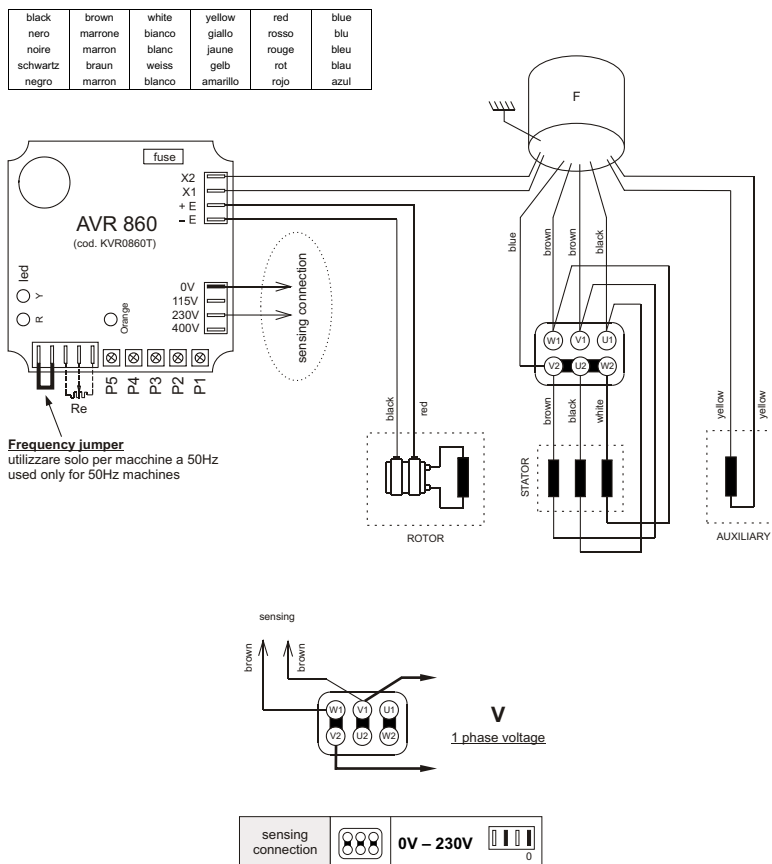 black brown white yellow red blue
nero marrone bianco giallo rosso blu
noire marron blanc jaune rouge bleu
schwartz braun weiss gelb rot blau
negro marron blanco amarillo rojo azul
F
fuse
X2
X1
+ E
- E
AVR 860
(cod. KVR0860T)
led
Y
R
Orange
0V
115V
230V
400V
sensing connection
P5 P4 P3 P2 P1
Re
Frequency jumper
utilizzare solo per macchine a 50Hz
used only for 50Hz machines
blue brown brown black
W1 V1 U1
V2 U2 W2
brown black white
black red
ROTOR
STATOR
yellow yellow
AUXILIARY
sensing
brown brown
W1 V1 U1
V2 U2 W2
V
1 phase voltage
sensing
connection
0V – 230V
0